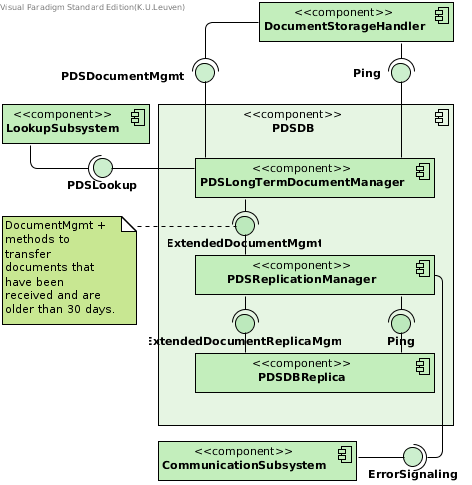 Visual Paradigm Standard Edition(K.U.Leuven)
<<component>>
DocumentStorageHandler
PDSDocumentMgmt
Ping
<<component>>
LookupSubsystem
<<component>>
PDSDB
PDSLookup
<<component>>
PDSLongTermDocumentManager
DocumentMgmt +
methods to
transfer
documents that
have been
received and are
older than 30 days.
ExtendedDocumentMgmt
<<component>>
PDSReplicationManager
ExtendedDocumentReplicaMgm
Ping
<<component>>
PDSDBReplica
<<component>>
CommunicationSubsystem
ErrorSignaling